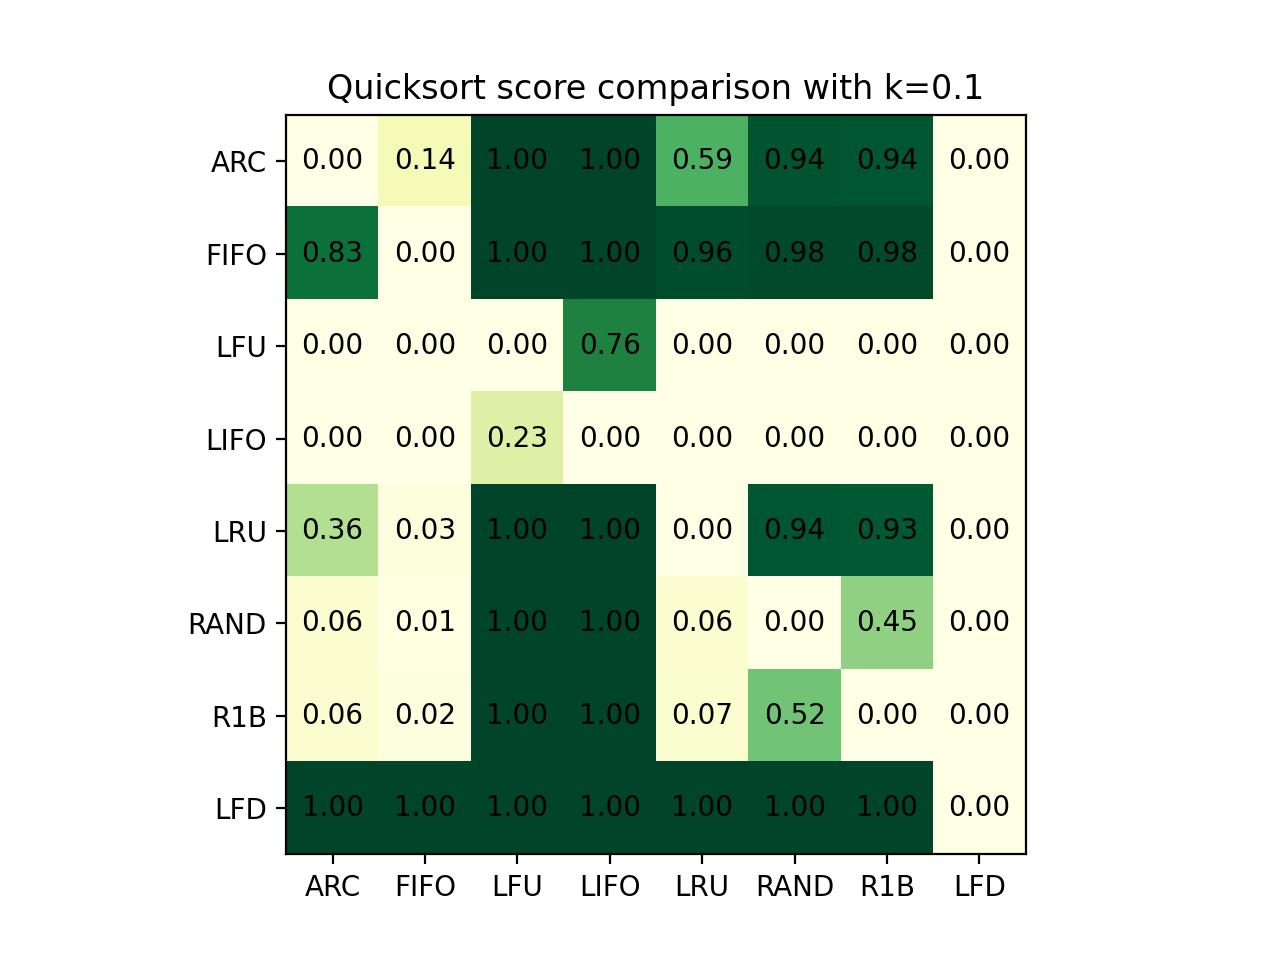 Quicksort score comparison with k=0.1
ARC 0.00 0.14 1.00 1.00 0.59 0.94 0.94 0.00
FIFO 0.83 0.00 1.00 1.00 0.96 0.98 0.98 0.00
LFU 0.00 0.00 0.00 0.76 0.00 0.00 0.00 0.00
LIFO 0.00 0.00 0.23 0.00 0.00 0.00 0.00 0.00
LRU 0.36 0.03 1.00 1.00 0.00 0.94 0.93 0.00
RAND 0.06 0.01 1.00 1.00 0.06 0.00 0.45 0.00
R1B 0.06 0.02 1.00 1.00 0.07 0.52 0.00 0.00
LFD 1.00 1.00 1.00 1.00 1.00 1.00 1.00 0.00
ARC FIFO LFU LIFO LRU RAND R1B LFD